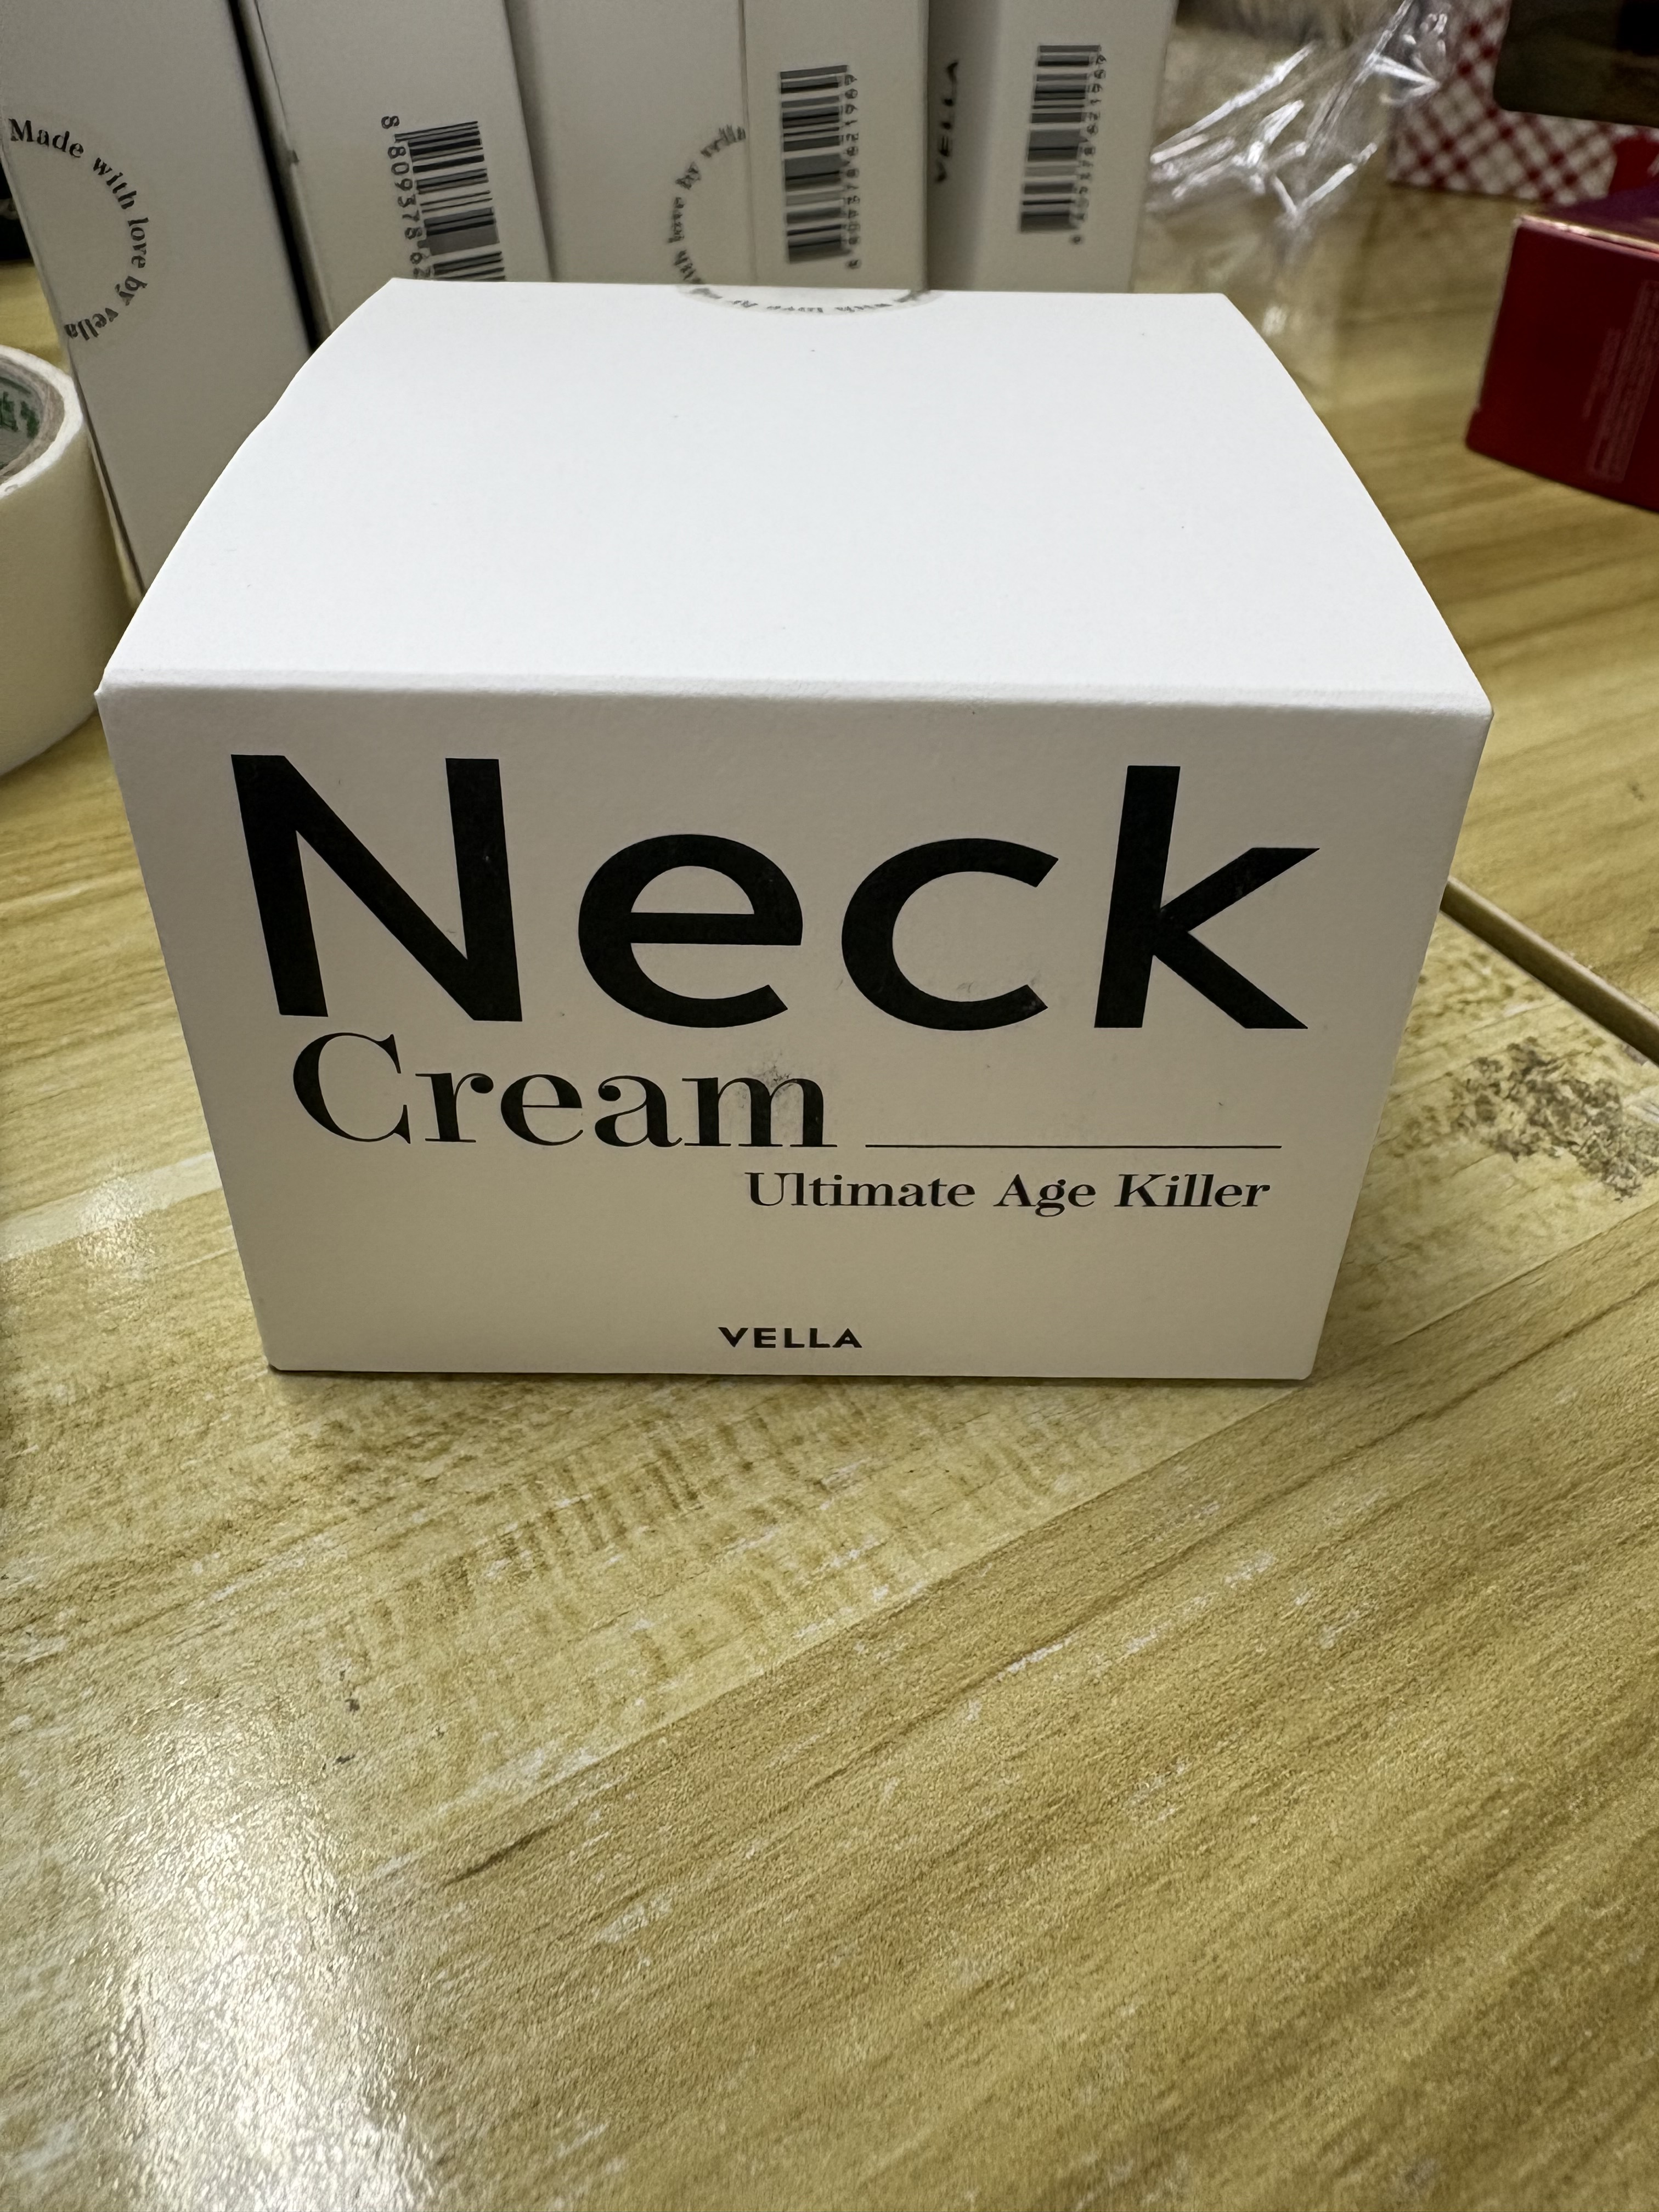 Made with love by vella
VELLA
Neck
Cream
Ultimate Age Killer
VELLA